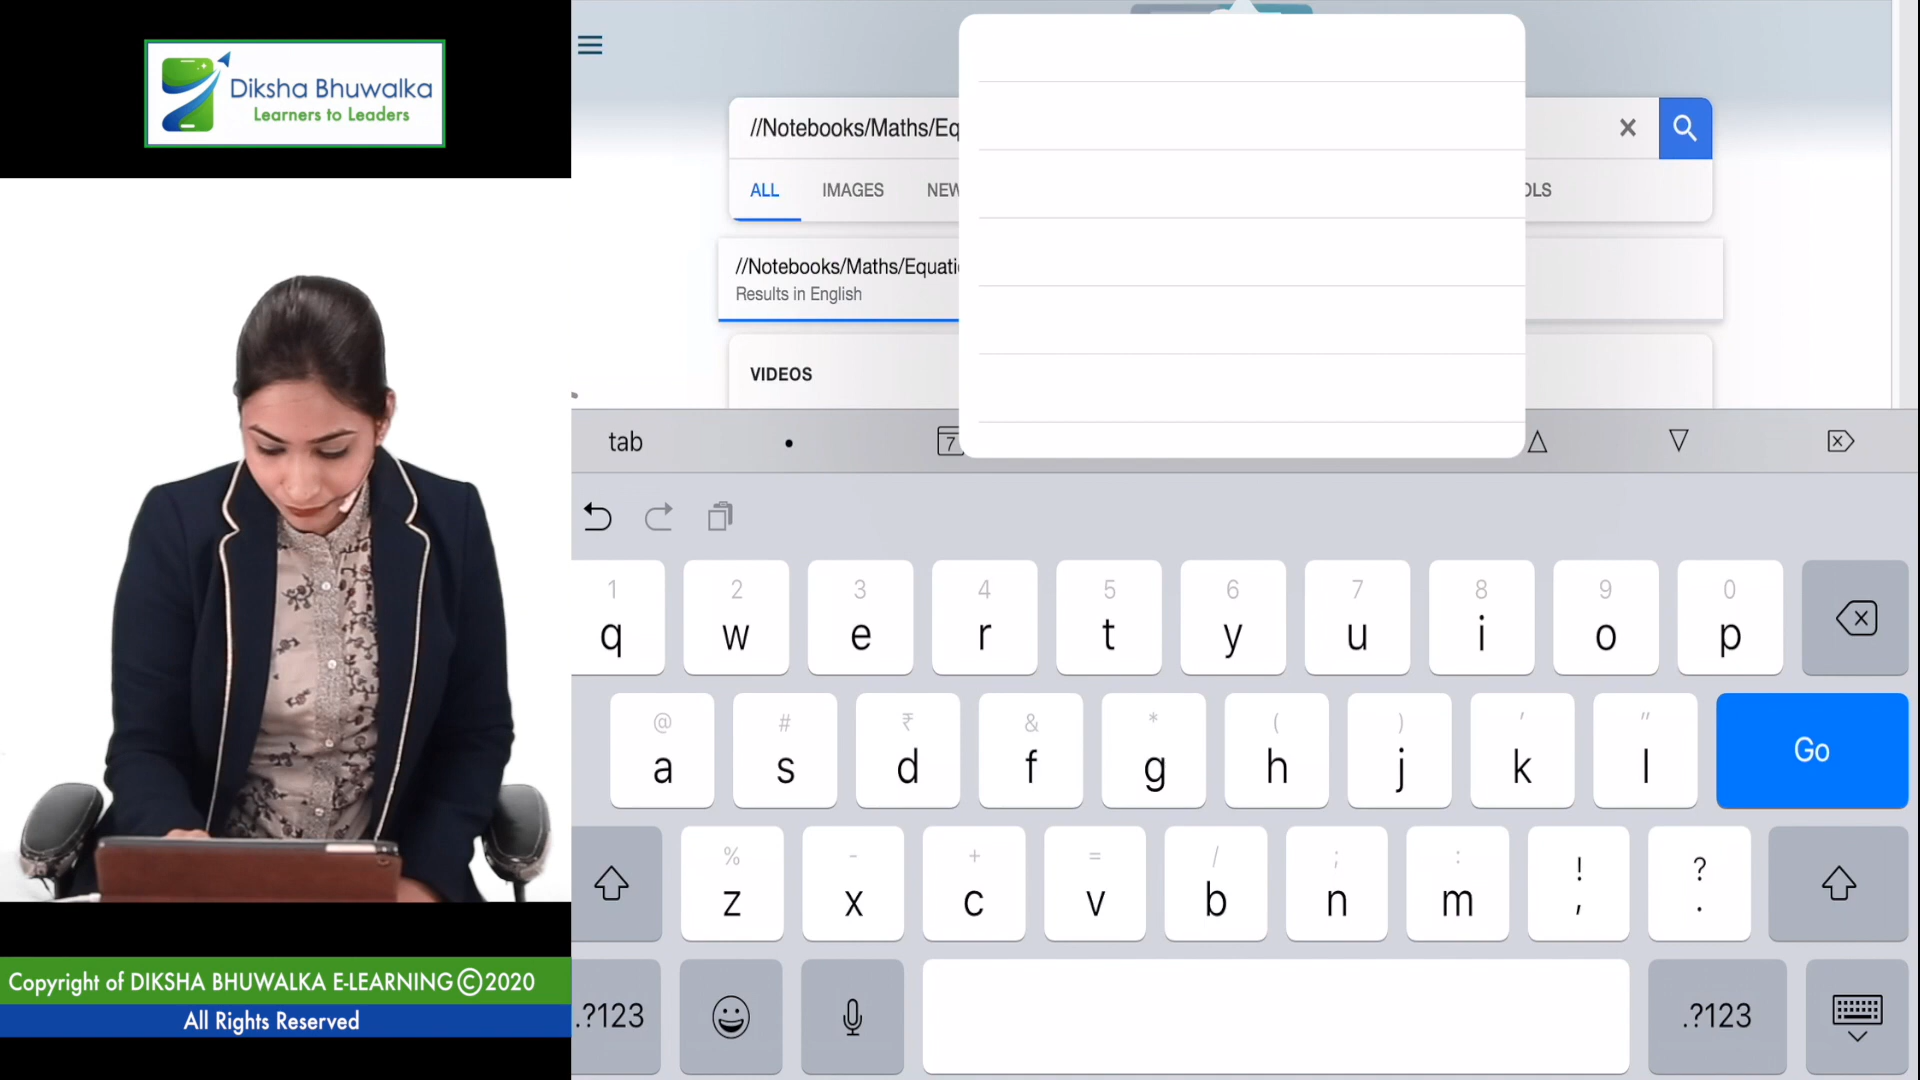 Diksha Bhuwalka
Learners to Leaders
//Notebooks/Maths/Eq
ALL IMAGES NEW OLS
//Notebooks/Maths/Equati
Results in English
VIDEOS
tab 7
1 2 3 4 5 6 7 8 9 0
q w e r t y u i o p
@ # ₹ & * ( ) ' "
a s d f g h j k l Go
% - + = / ; : ! ?
z x c v b n m , .
.?123 .?123
Copyright of DIKSHA BHUWALKA E-LEARNING©2020
All Rights Reserved